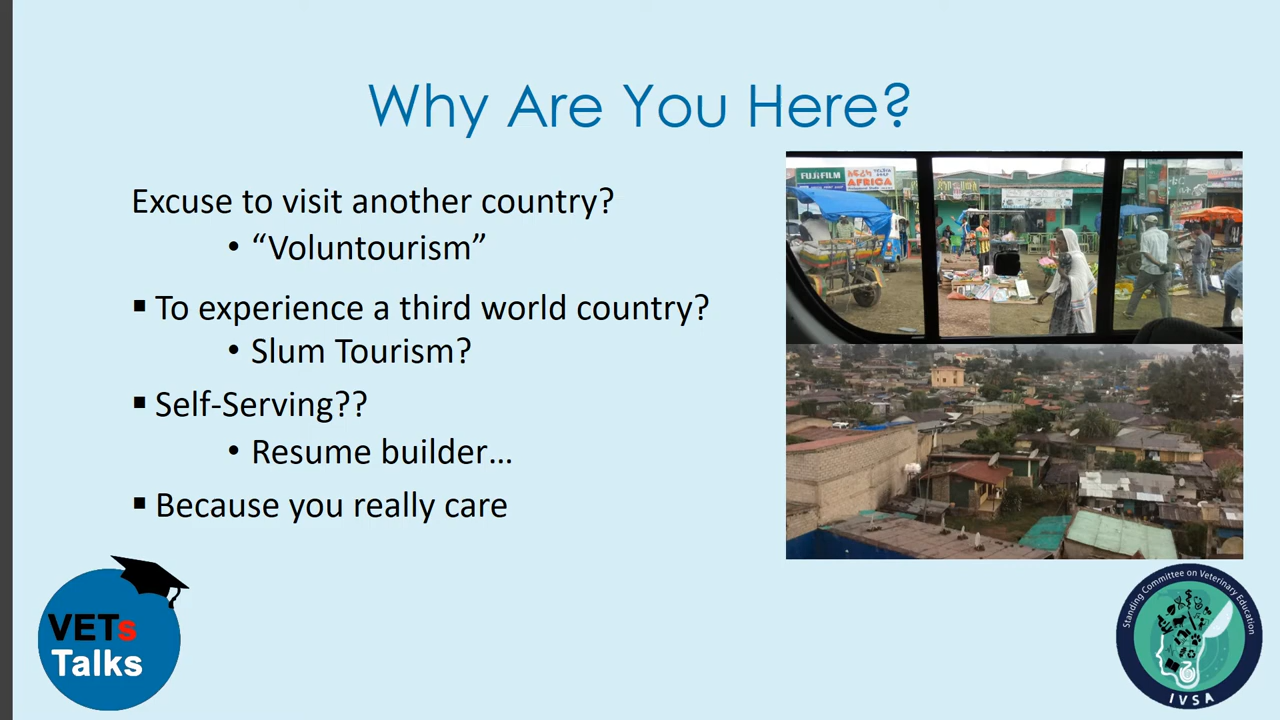 Why Are You Here?
Excuse to visit another country?
• “Voluntourism”
▪ To experience a third world country?
• Slum Tourism?
▪ Self-Serving??
• Resume builder…
▪ Because you really care
FUJIFILM
AFRICA
VETs
Talks
Standing Committee on Veterinary Education
IVSA